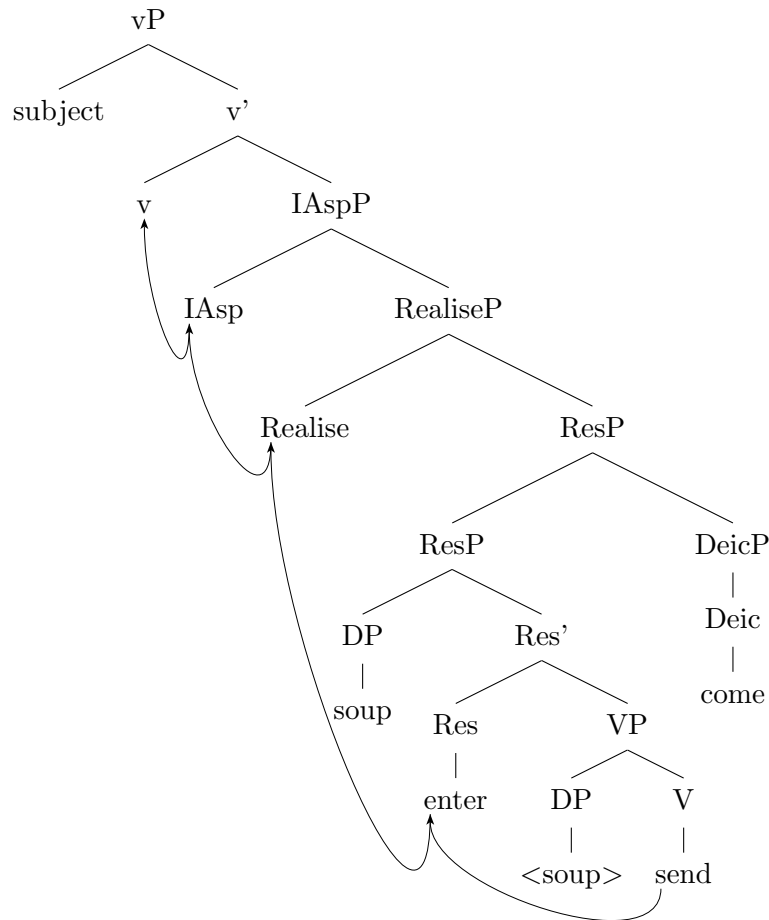 vP
subject v'
v IAspP
IAsp RealiseP
Realise ResP
ResP DeicP
DP Res' Deic
soup Res VP come
enter DP V
<soup> send